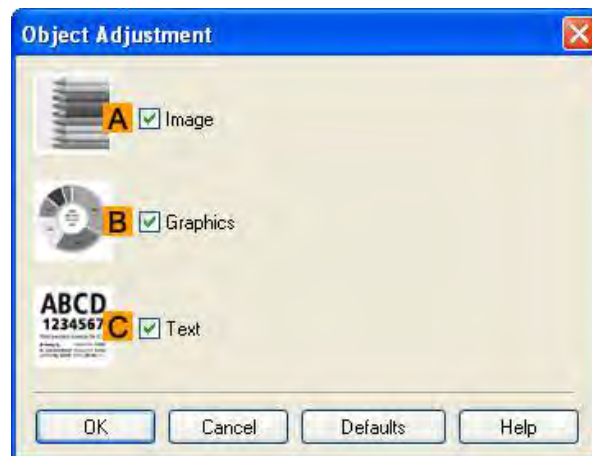 Object Adjustment
A Image
B Graphics
ABCD
1234567
C Text
OK Cancel Defaults Help